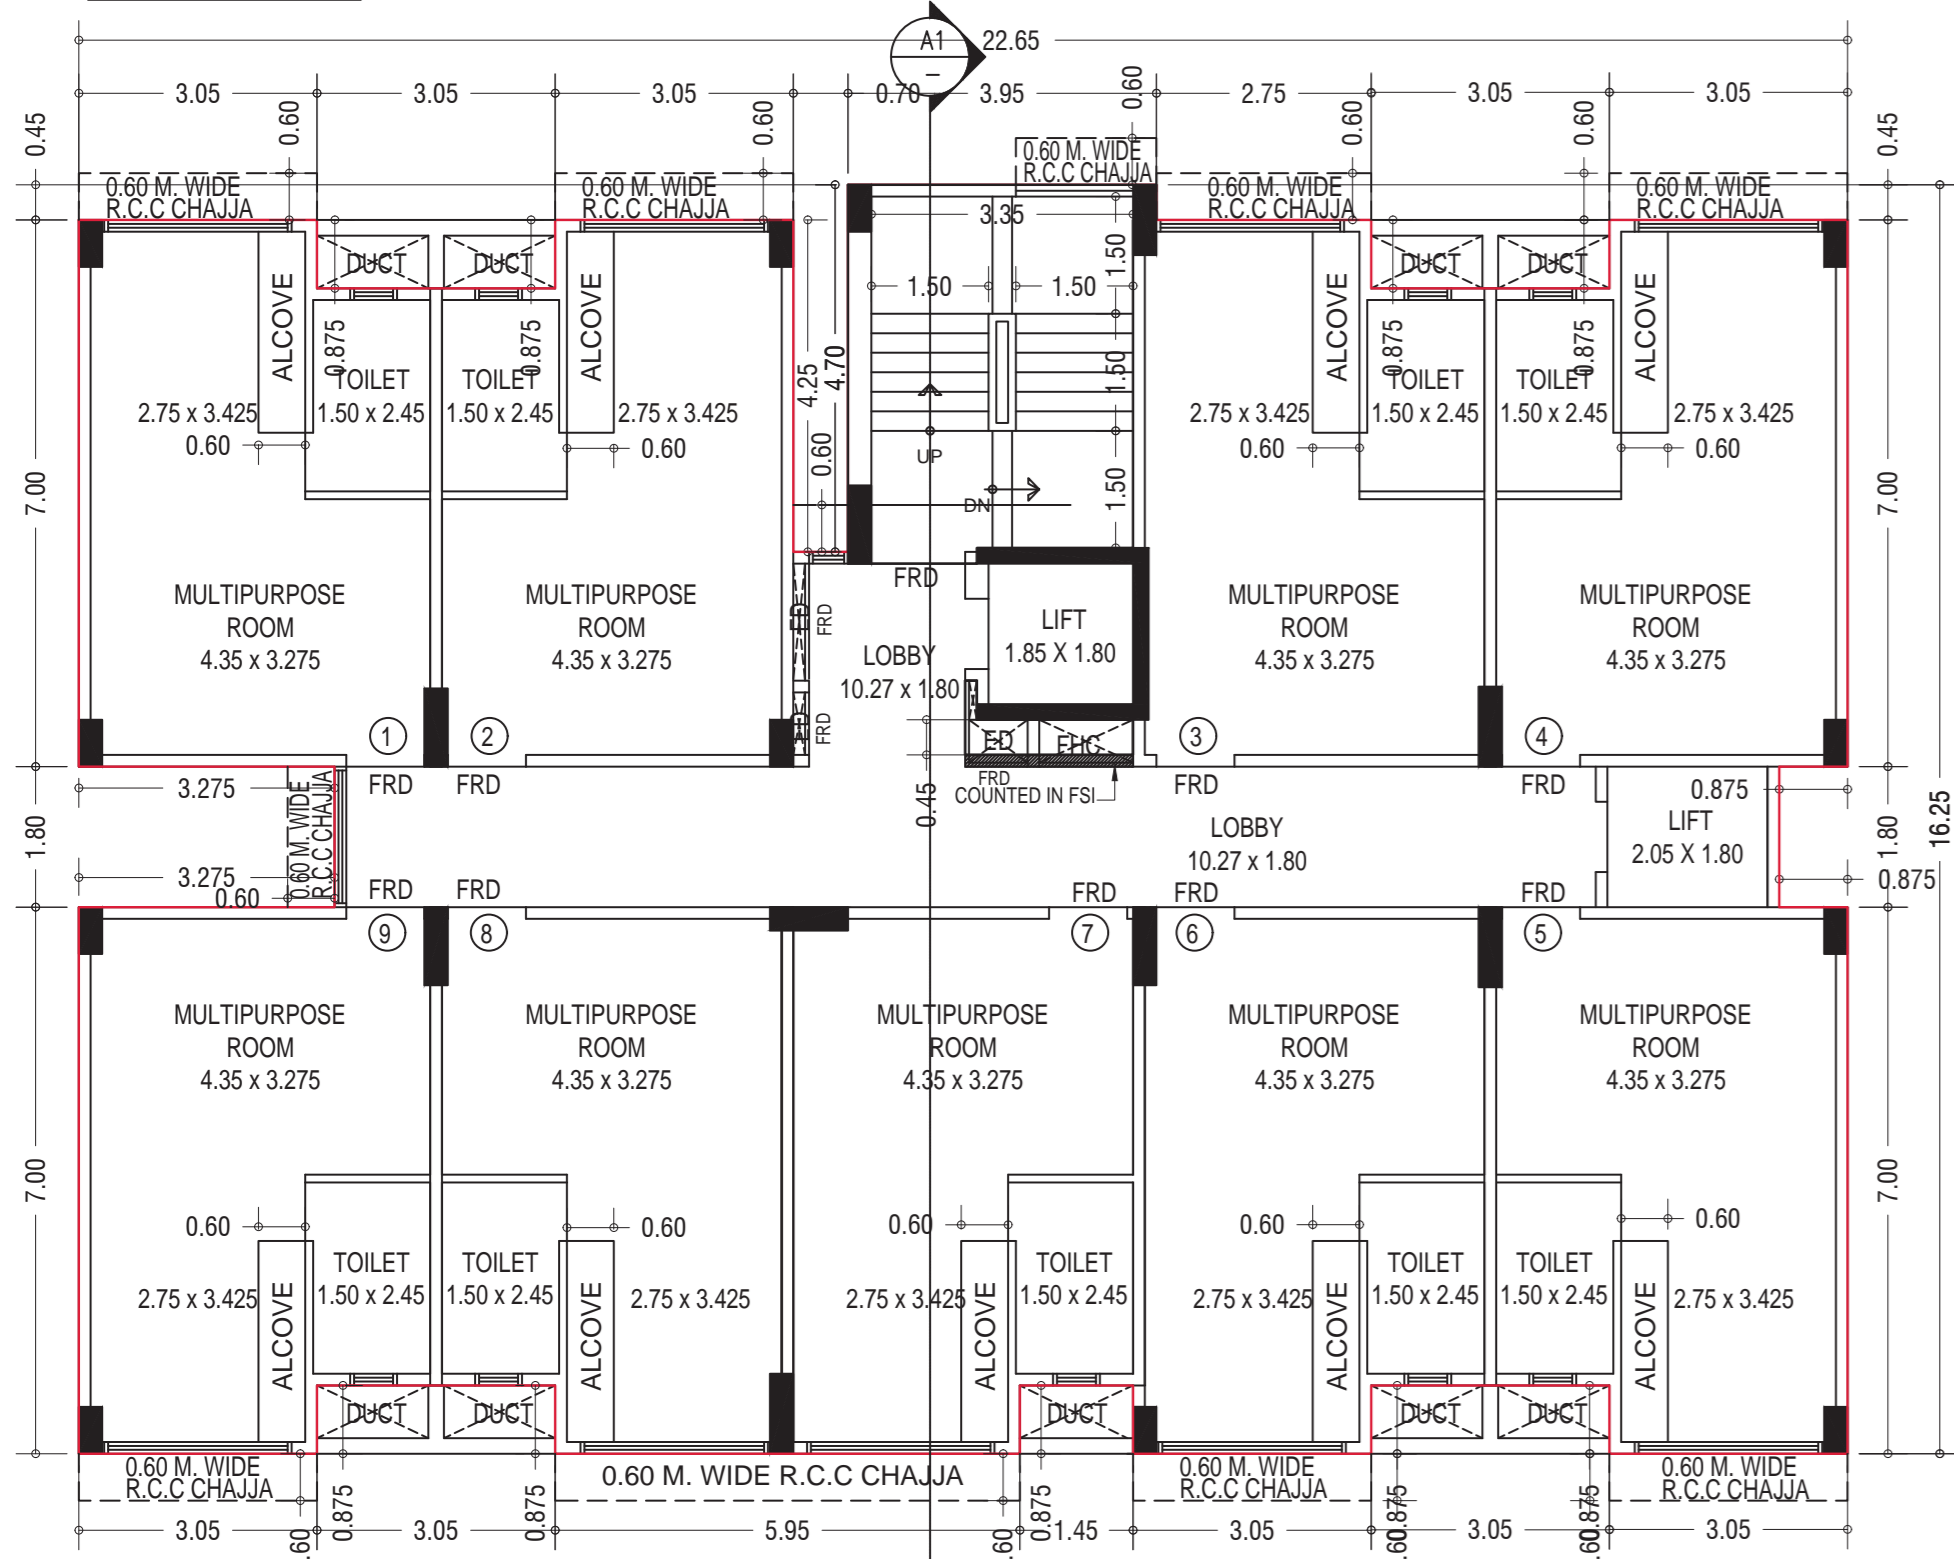 A1
–
22.65
3.05
3.05
3.05
0.70
3.95
2.75
3.05
3.05
0.45
0.60
0.60
0.60
0.60
0.60
0.45
0.60 M. WIDE
R.C.C CHAJJA
0.60 M. WIDE
R.C.C CHAJJA
0.60 M. WIDE
R.C.C CHAJJA
0.60 M. WIDE
R.C.C CHAJJA
0.60 M. WIDE
R.C.C CHAJJA
3.35
DUCT
DUCT
DUCT
DUCT
1.50
1.50
1.50
ALCOVE
ALCOVE
ALCOVE
ALCOVE
0.875
0.875
0.875
0.875
TOILET
1.50 x 2.45
TOILET
1.50 x 2.45
TOILET
1.50 x 2.45
TOILET
1.50 x 2.45
2.75 x 3.425
2.75 x 3.425
2.75 x 3.425
2.75 x 3.425
4.25
4.70
1.50
0.60
0.60
0.60
0.60
0.60
UP
DN
1.50
7.00
7.00
MULTIPURPOSE
ROOM
4.35 x 3.275
MULTIPURPOSE
ROOM
4.35 x 3.275
MULTIPURPOSE
ROOM
4.35 x 3.275
MULTIPURPOSE
ROOM
4.35 x 3.275
FRD
ED
FRD
ED
FRD
LIFT
1.85 X 1.80
LOBBY
10.27 x 1.80
1
2
3
4
ED
FHC
FRD
COUNTED IN FSI
0.45
FRD
FRD
FRD
FRD
3.275
3.275
0.60
0.60 M. WIDE
R.C.C CHAJJA
1.80
LOBBY
10.27 x 1.80
LIFT
2.05 X 1.80
0.875
0.875
1.80
16.25
FRD
FRD
FRD
FRD
FRD
9
8
7
6
5
MULTIPURPOSE
ROOM
4.35 x 3.275
MULTIPURPOSE
ROOM
4.35 x 3.275
MULTIPURPOSE
ROOM
4.35 x 3.275
MULTIPURPOSE
ROOM
4.35 x 3.275
MULTIPURPOSE
ROOM
4.35 x 3.275
7.00
7.00
0.60
0.60
0.60
0.60
0.60
TOILET
1.50 x 2.45
TOILET
1.50 x 2.45
TOILET
1.50 x 2.45
TOILET
1.50 x 2.45
TOILET
1.50 x 2.45
2.75 x 3.425
2.75 x 3.425
2.75 x 3.425
2.75 x 3.425
2.75 x 3.425
ALCOVE
ALCOVE
ALCOVE
ALCOVE
ALCOVE
DUCT
DUCT
DUCT
DUCT
DUCT
0.60 M. WIDE
R.C.C CHAJJA
0.60 M. WIDE R.C.C CHAJJA
0.60 M. WIDE
R.C.C CHAJJA
0.60 M. WIDE
R.C.C CHAJJA
0.875
0.875
0.875
0.875
0.875
3.05
3.05
5.95
1.45
3.05
3.05
3.05
.60
.60
.60
.60